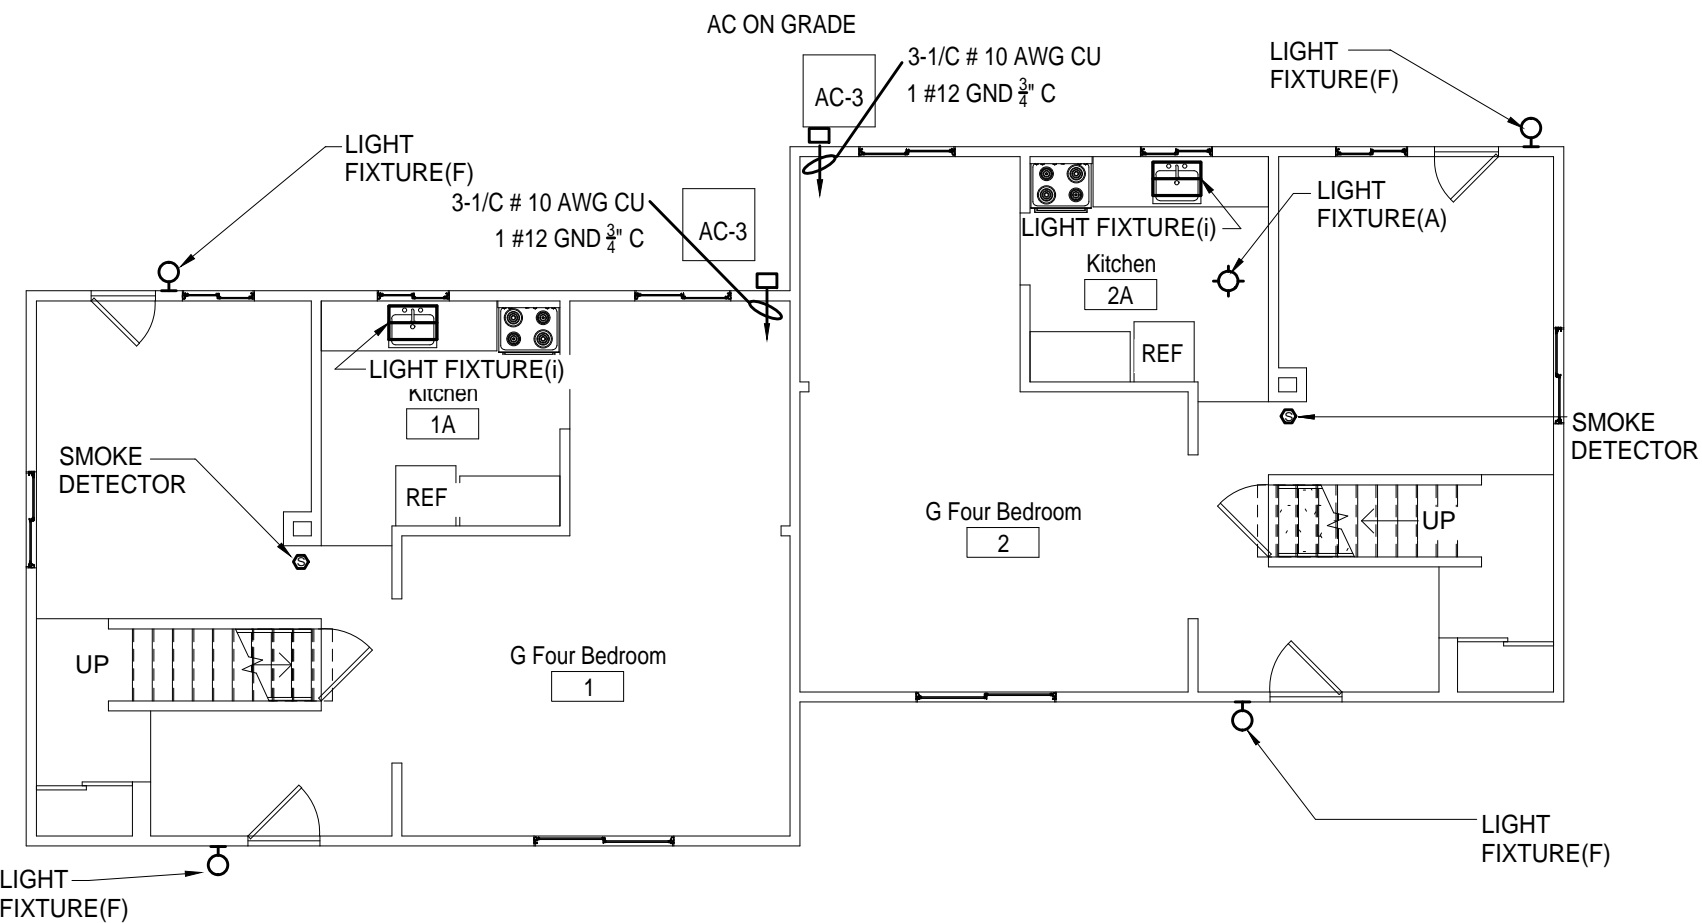 AC ON GRADE
3-1/C # 10 AWG CU
1 #12 GND 3/4" C
AC-3
LIGHT
FIXTURE(F)
LIGHT
FIXTURE(F)
3-1/C # 10 AWG CU
1 #12 GND 3/4" C
AC-3
LIGHT
FIXTURE(A)
LIGHT FIXTURE(i)
Kitchen
2A
REF
LIGHT FIXTURE(i)
Kitchen
1A
SMOKE
DETECTOR
SMOKE
DETECTOR
S
REF
G Four Bedroom
2
UP
S
G Four Bedroom
1
UP
LIGHT
FIXTURE(F)
LIGHT
FIXTURE(F)